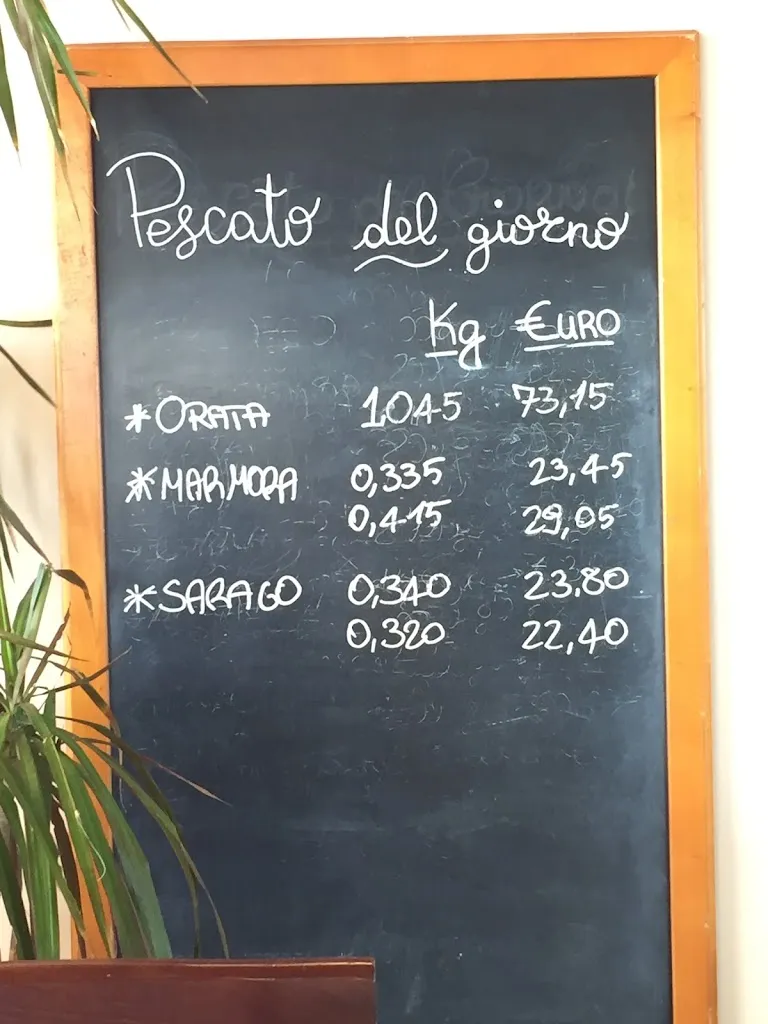 Pescato del giorno
Kg €URO
*ORATA 1.045 73,15
*MARMORA 0,335 23,45
0,415 29,05
*SARAGO 0,340 23.80
0,320 22,40